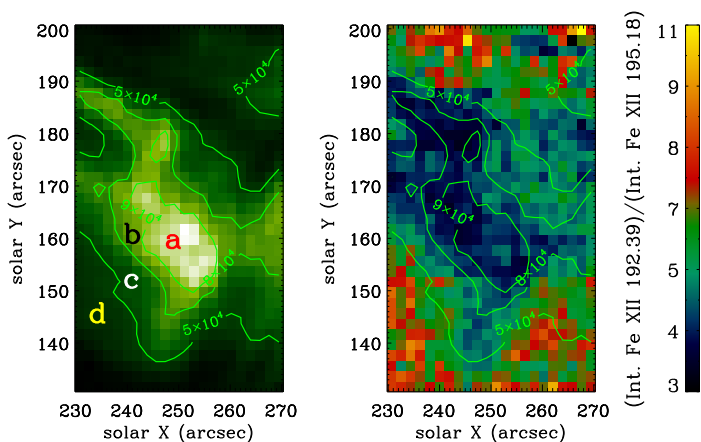 200
190
180
170
160
150
140
230 240 250 260 270
solar X (arcsec)
solar Y (arcsec)
5×10⁴
5×10⁴
9×10⁴
8×10⁴
5×10⁴
a
b
c
d
200
190
180
170
160
150
140
230 240 250 260 270
solar X (arcsec)
solar Y (arcsec)
5×10⁴
5×10⁴
9×10⁴
8×10⁴
5×10⁴
(Int. Fe XII 192.39)/(Int. Fe XII 195.18)
11
9
8
7
5
4
3